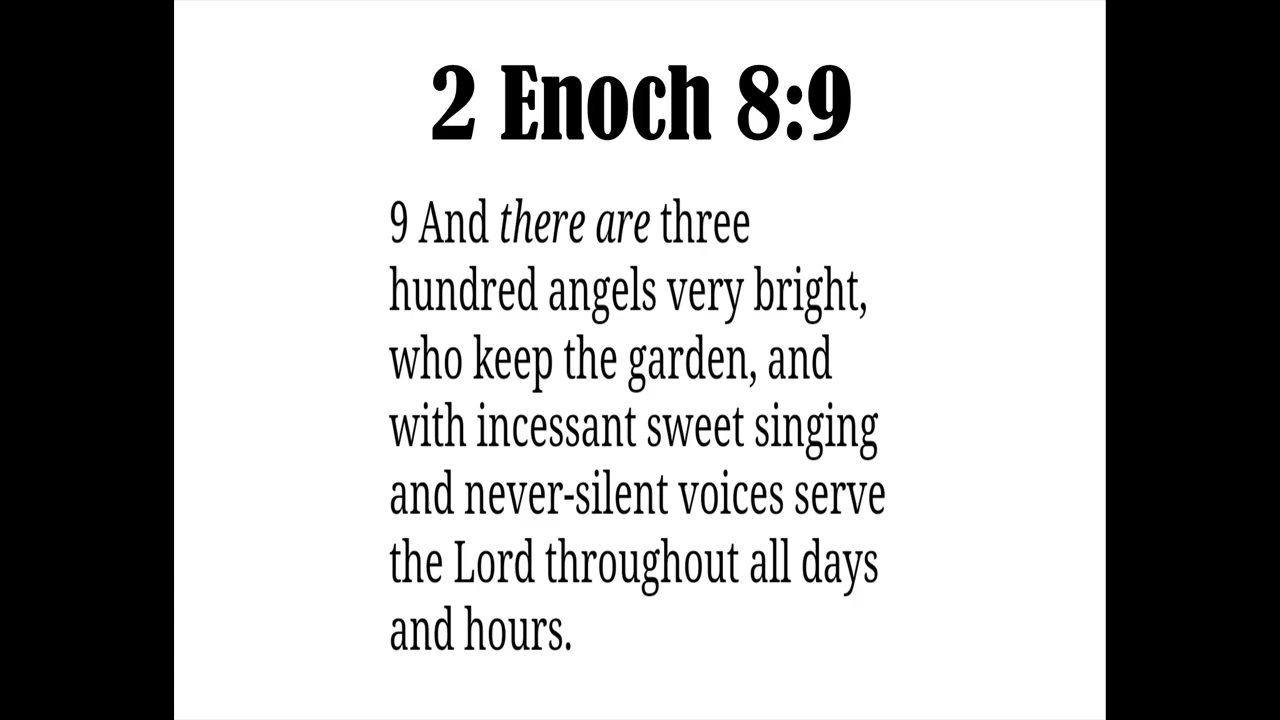 2 Enoch 8:9
9 And there are three
hundred angels very bright,
who keep the garden, and
with incessant sweet singing
and never-silent voices serve
the Lord throughout all days
and hours.